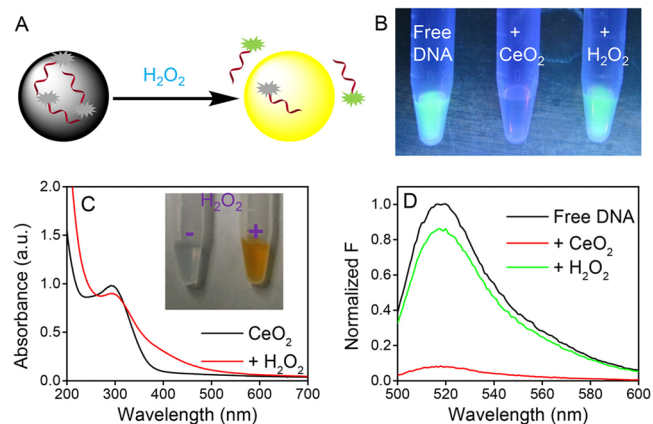 A
H₂O₂
B
Free DNA
+ CeO₂
+ H₂O₂
C
H₂O₂
-
+
2.0
1.5
1.0
0.5
0.0
Absorbance (a.u.)
CeO₂
+ H₂O₂
200 300 400 500 600 700
Wavelength (nm)
D
1.0
0.8
0.6
0.4
0.2
0.0
Normalized F
Free DNA
+ CeO₂
+ H₂O₂
500 520 540 560 580 600
Wavelength (nm)